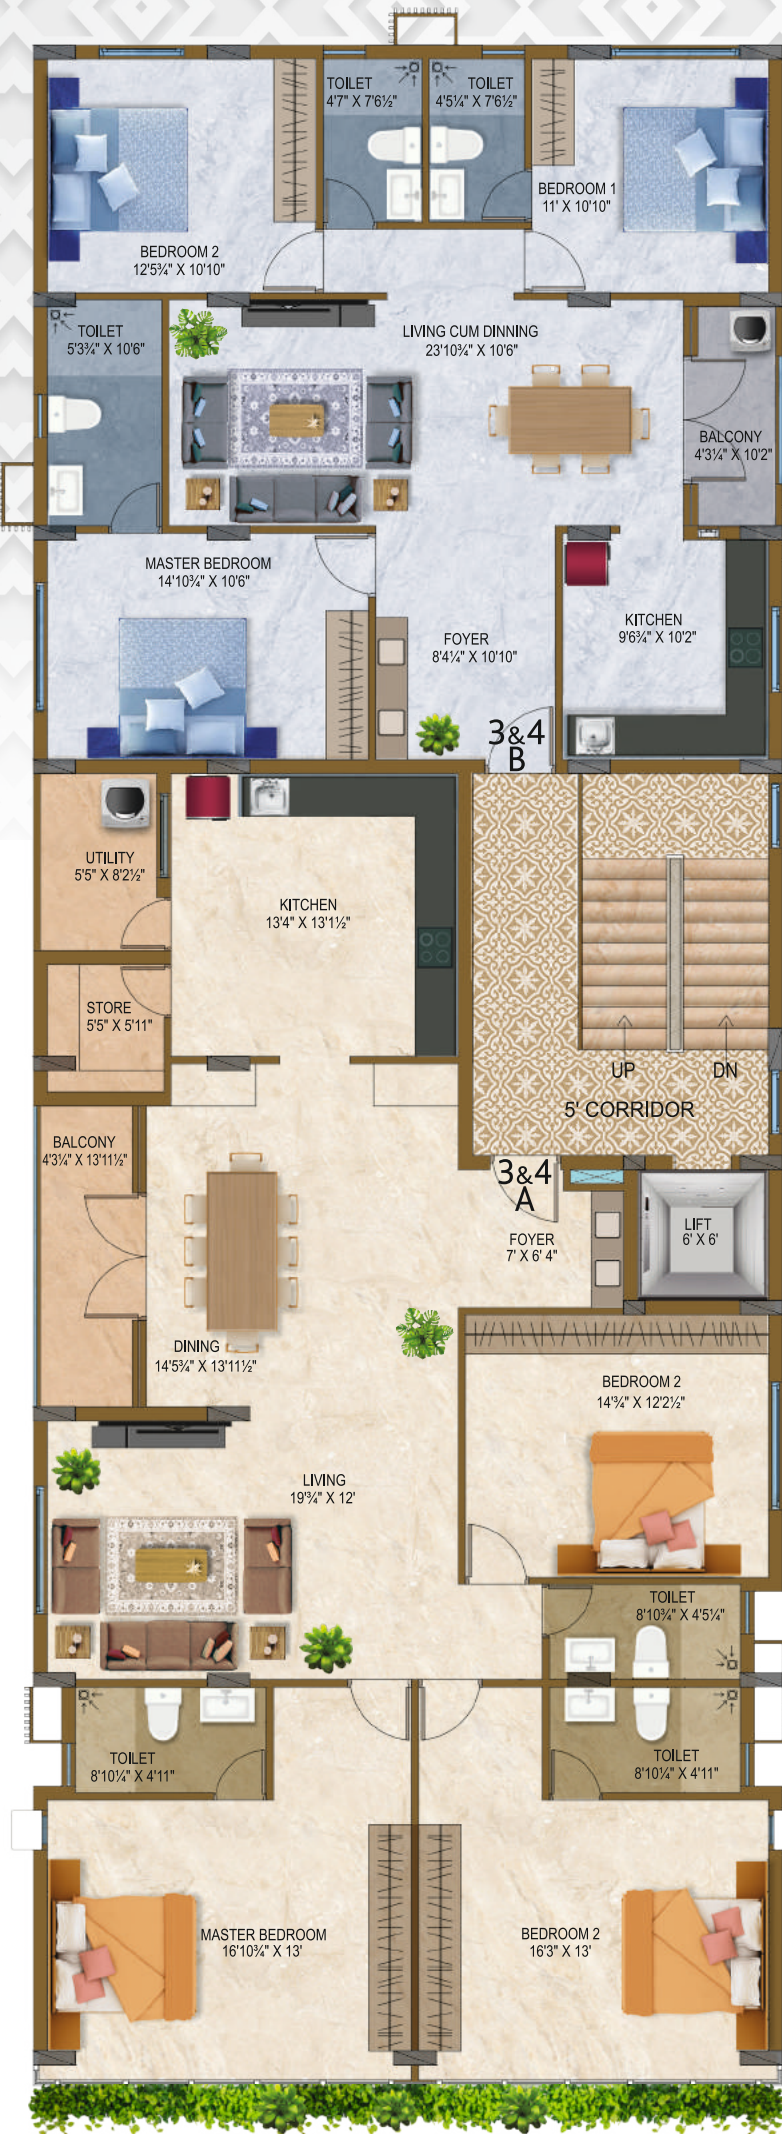 TOILET
4'7" X 7'6½"
TOILET
4'5¼" X 7'6½"
BEDROOM 1
11' X 10'10"
BEDROOM 2
12'5¾" X 10'10"
TOILET
5'3¾" X 10'6"
LIVING CUM DINNING
23'10¾" X 10'6"
BALCONY
4'3¼" X 10'2"
MASTER BEDROOM
14'10¾" X 10'6"
FOYER
8'4¼" X 10'10"
KITCHEN
9'6¾" X 10'2"
3&4
B
UTILITY
5'5" X 8'2½"
KITCHEN
13'4" X 13'1½"
STORE
5'5" X 5'11"
UP
DN
5' CORRIDOR
BALCONY
4'3¼" X 13'11½"
3&4
A
FOYER
7' X 6' 4"
LIFT
6' X 6'
DINING
14'5¾" X 13'11½"
BEDROOM 2
14'¾" X 12'2½"
LIVING
19'¾" X 12'
TOILET
8'10¾" X 4'5¼"
TOILET
8'10¼" X 4'11"
TOILET
8'10¼" X 4'11"
MASTER BEDROOM
16'10¾" X 13'
BEDROOM 2
16'3" X 13'